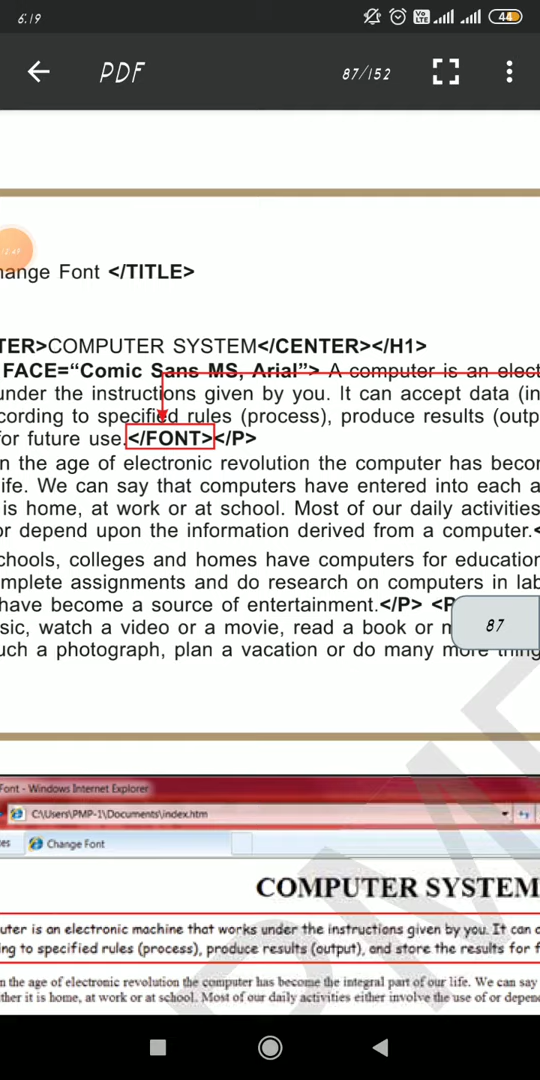 6:19
Vo LTE
44
PDF
87/152
12:49
hange Font </TITLE>
TER>COMPUTER SYSTEM</CENTER></H1>
FACE=“Comic Sans MS, Arial”> A computer is an elect
under the instructions given by you. It can accept data (in
cording to specified rules (process), produce results (outp
for future use.</FONT></P>
n the age of electronic revolution the computer has becor
ife. We can say that computers have entered into each a
is home, at work or at school. Most of our daily activities
or depend upon the information derived from a computer.<
chools, colleges and homes have computers for education
mplete assignments and do research on computers in lab
have become a source of entertainment.</P> <P
sic, watch a video or a movie, read a book or
87
uch a photograph, plan a vacation or do many more thing
Font - Windows Internet Explorer
C:\Users\PMP-1\Documents\index.htm
es
Change Font
COMPUTER SYSTEM
uter is an electronic machine that works under the instructions given by you. It can
ing to specified rules (process), produce results (output), and store the results for f
n the age of electronic revolution the computer has become the integral part of our life. We can say
ther it is home, at work or at school. Most of our daily activities either involve the use of or depen